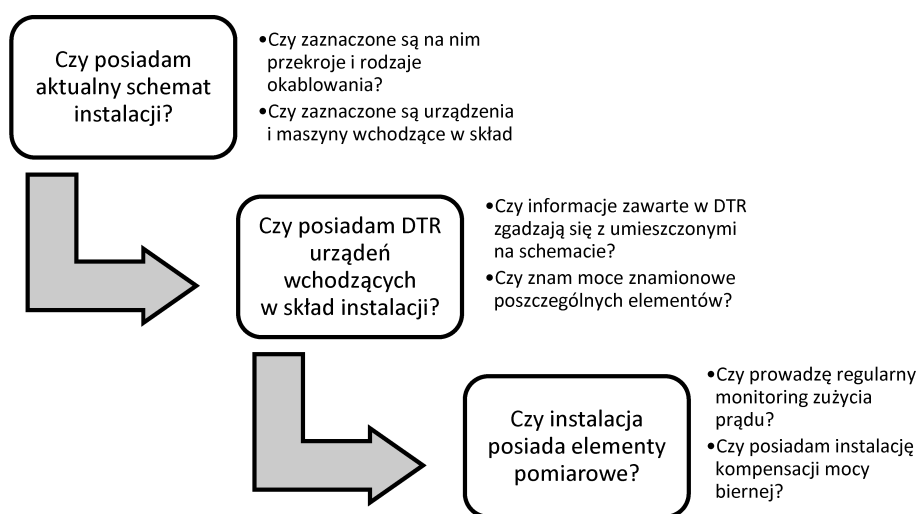 Czy posiadam
aktualny schemat
instalacji?
•Czy zaznaczone są na nim
przekroje i rodzaje
okablowania?
•Czy zaznaczone są urządzenia
i maszyny wchodzące w skład
Czy posiadam DTR
urządeń
wchodzących
w skład instalacji?
•Czy informacje zawarte w DTR
zgadzają się z umieszczonymi
na schemacie?
•Czy znam moce znamionowe
poszczególnych elementów?
Czy instalacja
posiada elementy
pomiarowe?
•Czy prowadzę regularny
monitoring zużycia
prądu?
•Czy posiadam instalację
kompensacji mocy
biernej?